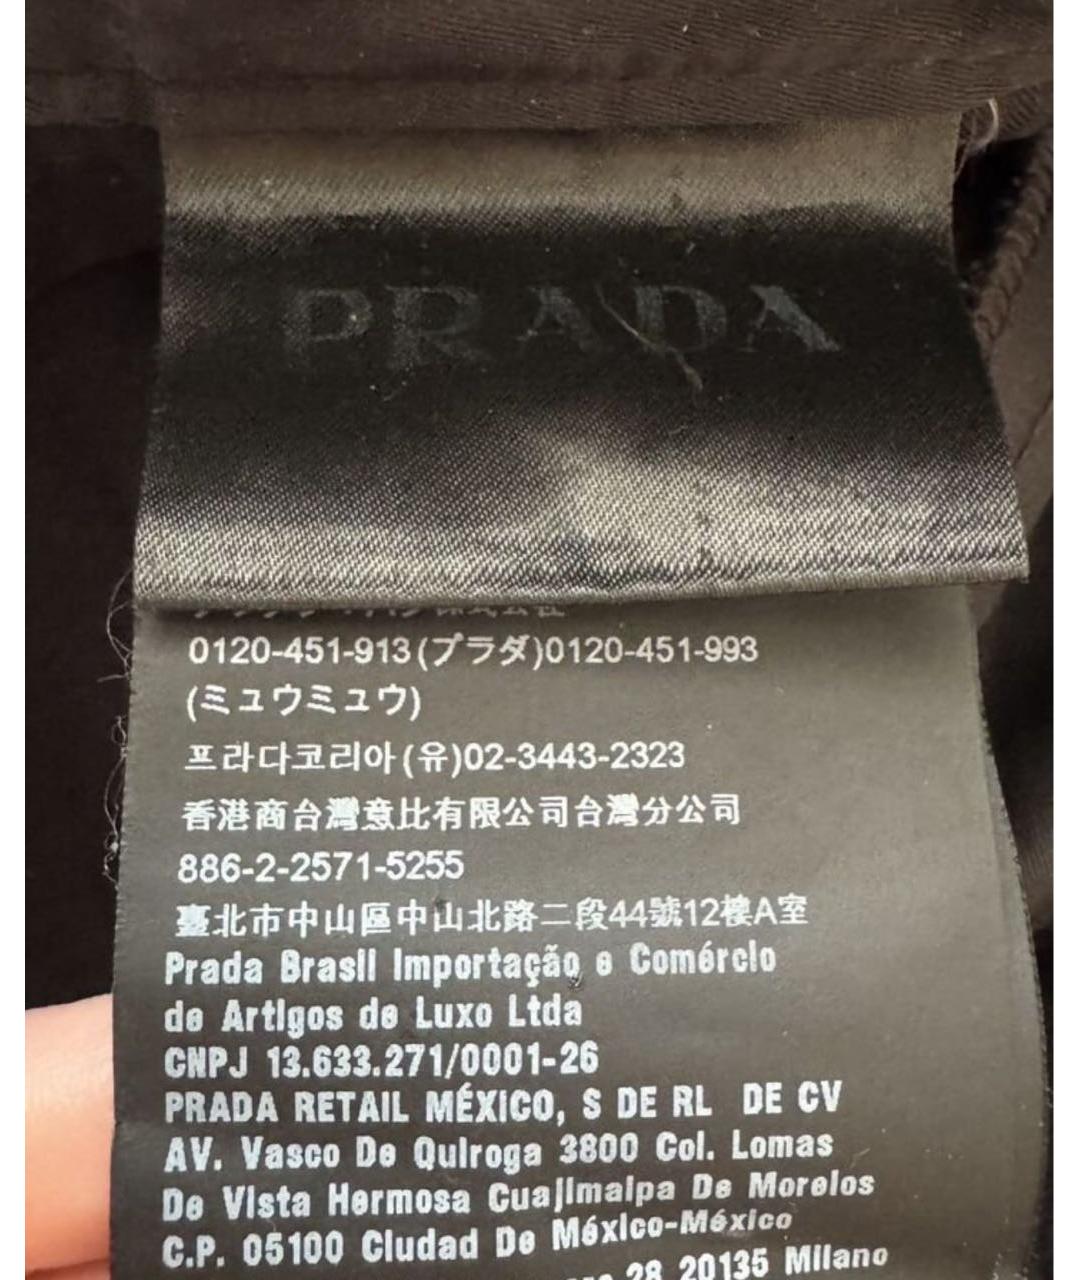 PRADA
0120-451-913(プラダ)0120-451-993
(ミュウミュウ)
프라다코리아(유)02-3443-2323
香港商台灣意比有限公司台灣分公司
886-2-2571-5255
臺北市中山區中山北路二段44號12樓A室
Prada Brasil Importação e Comércio
de Artigos de Luxo Ltda
CNPJ 13.633.271/0001-26
PRADA RETAIL MÉXICO, S DE RL DE CV
AV. Vasco De Quiroga 3800 Col. Lomas
De Vista Hermosa Cuajimalpa De Morelos
C.P. 05100 Ciudad De México-México
28 20135 Milano